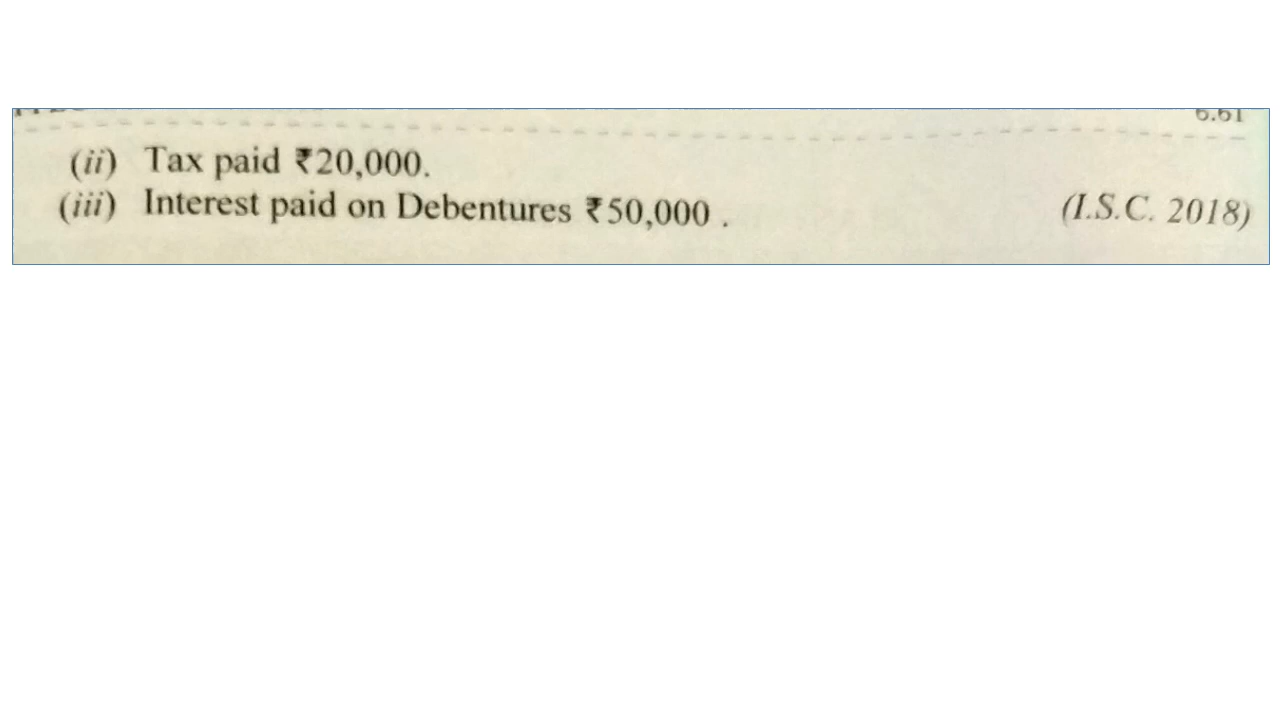 6.61
(ii) Tax paid ₹20,000.
(iii) Interest paid on Debentures ₹50,000 . (I.S.C. 2018)